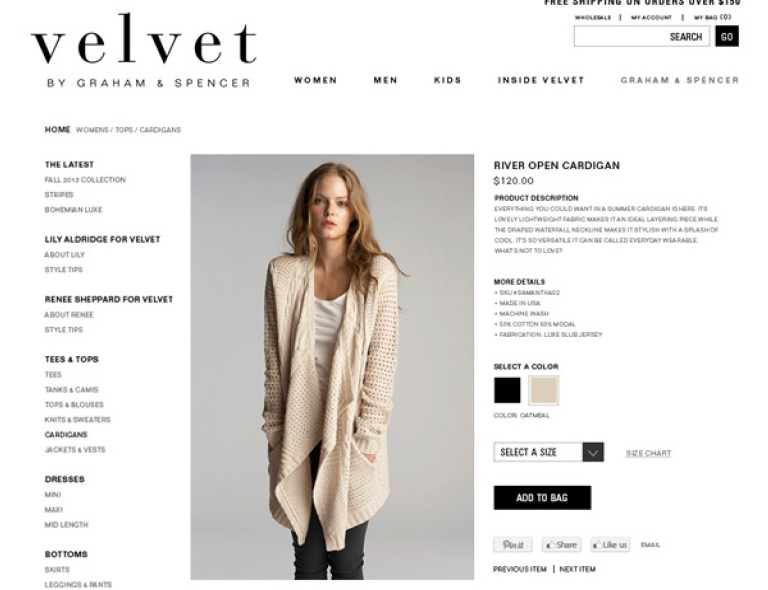 FREE SHIPPING ON ORDERS OVER $150
WHOLESALE | MY ACCOUNT | MY BAG (0)
velvet
BY GRAHAM & SPENCER
SEARCH GO
WOMEN MEN KIDS INSIDE VELVET GRAHAM & SPENCER
HOME WOMENS / TOPS / CARDIGANS
THE LATEST
FALL 2013 COLLECTION
STRIPES
BOHEMIAN LUXE
LILY ALDRIDGE FOR VELVET
ABOUT LILY
STYLE TIPS
RENEE SHEPPARD FOR VELVET
ABOUT RENEE
STYLE TIPS
TEES & TOPS
TEES
TANKS & CAMIS
TOPS & BLOUSES
KNITS & SWEATERS
CARDIGANS
JACKETS & VESTS
DRESSES
MINI
MAXI
MID LENGTH
BOTTOMS
SKIRTS
LEGGINGS & PANTS
RIVER OPEN CARDIGAN
$120.00
PRODUCT DESCRIPTION
EVERYTHING YOU COULD WANT IN A SUMMER CARDIGAN IS HERE. ITS
LOVELY LIGHTWEIGHT FABRIC MAKES IT AN IDEAL LAYERING PIECE WHILE
THE DRAPED WATERFALL NECKLINE MAKES IT STYLISH WITH A SPLASH OF
COOL. IT'S SO VERSATILE IT CAN BE CALLED EVERYDAY WEARABLE.
WHAT'S NOT TO LOVE?
MORE DETAILS
• SKU #SAMANTHA02
• MADE IN USA
• MACHINE WASH
• 50% COTTON 50% MODAL
• FABRICATION: LUXE SLUB JERSEY
SELECT A COLOR
COLOR: OATMEAL
SELECT A SIZE SIZE CHART
ADD TO BAG
Pin it Share Like us EMAIL
PREVIOUS ITEM | NEXT ITEM